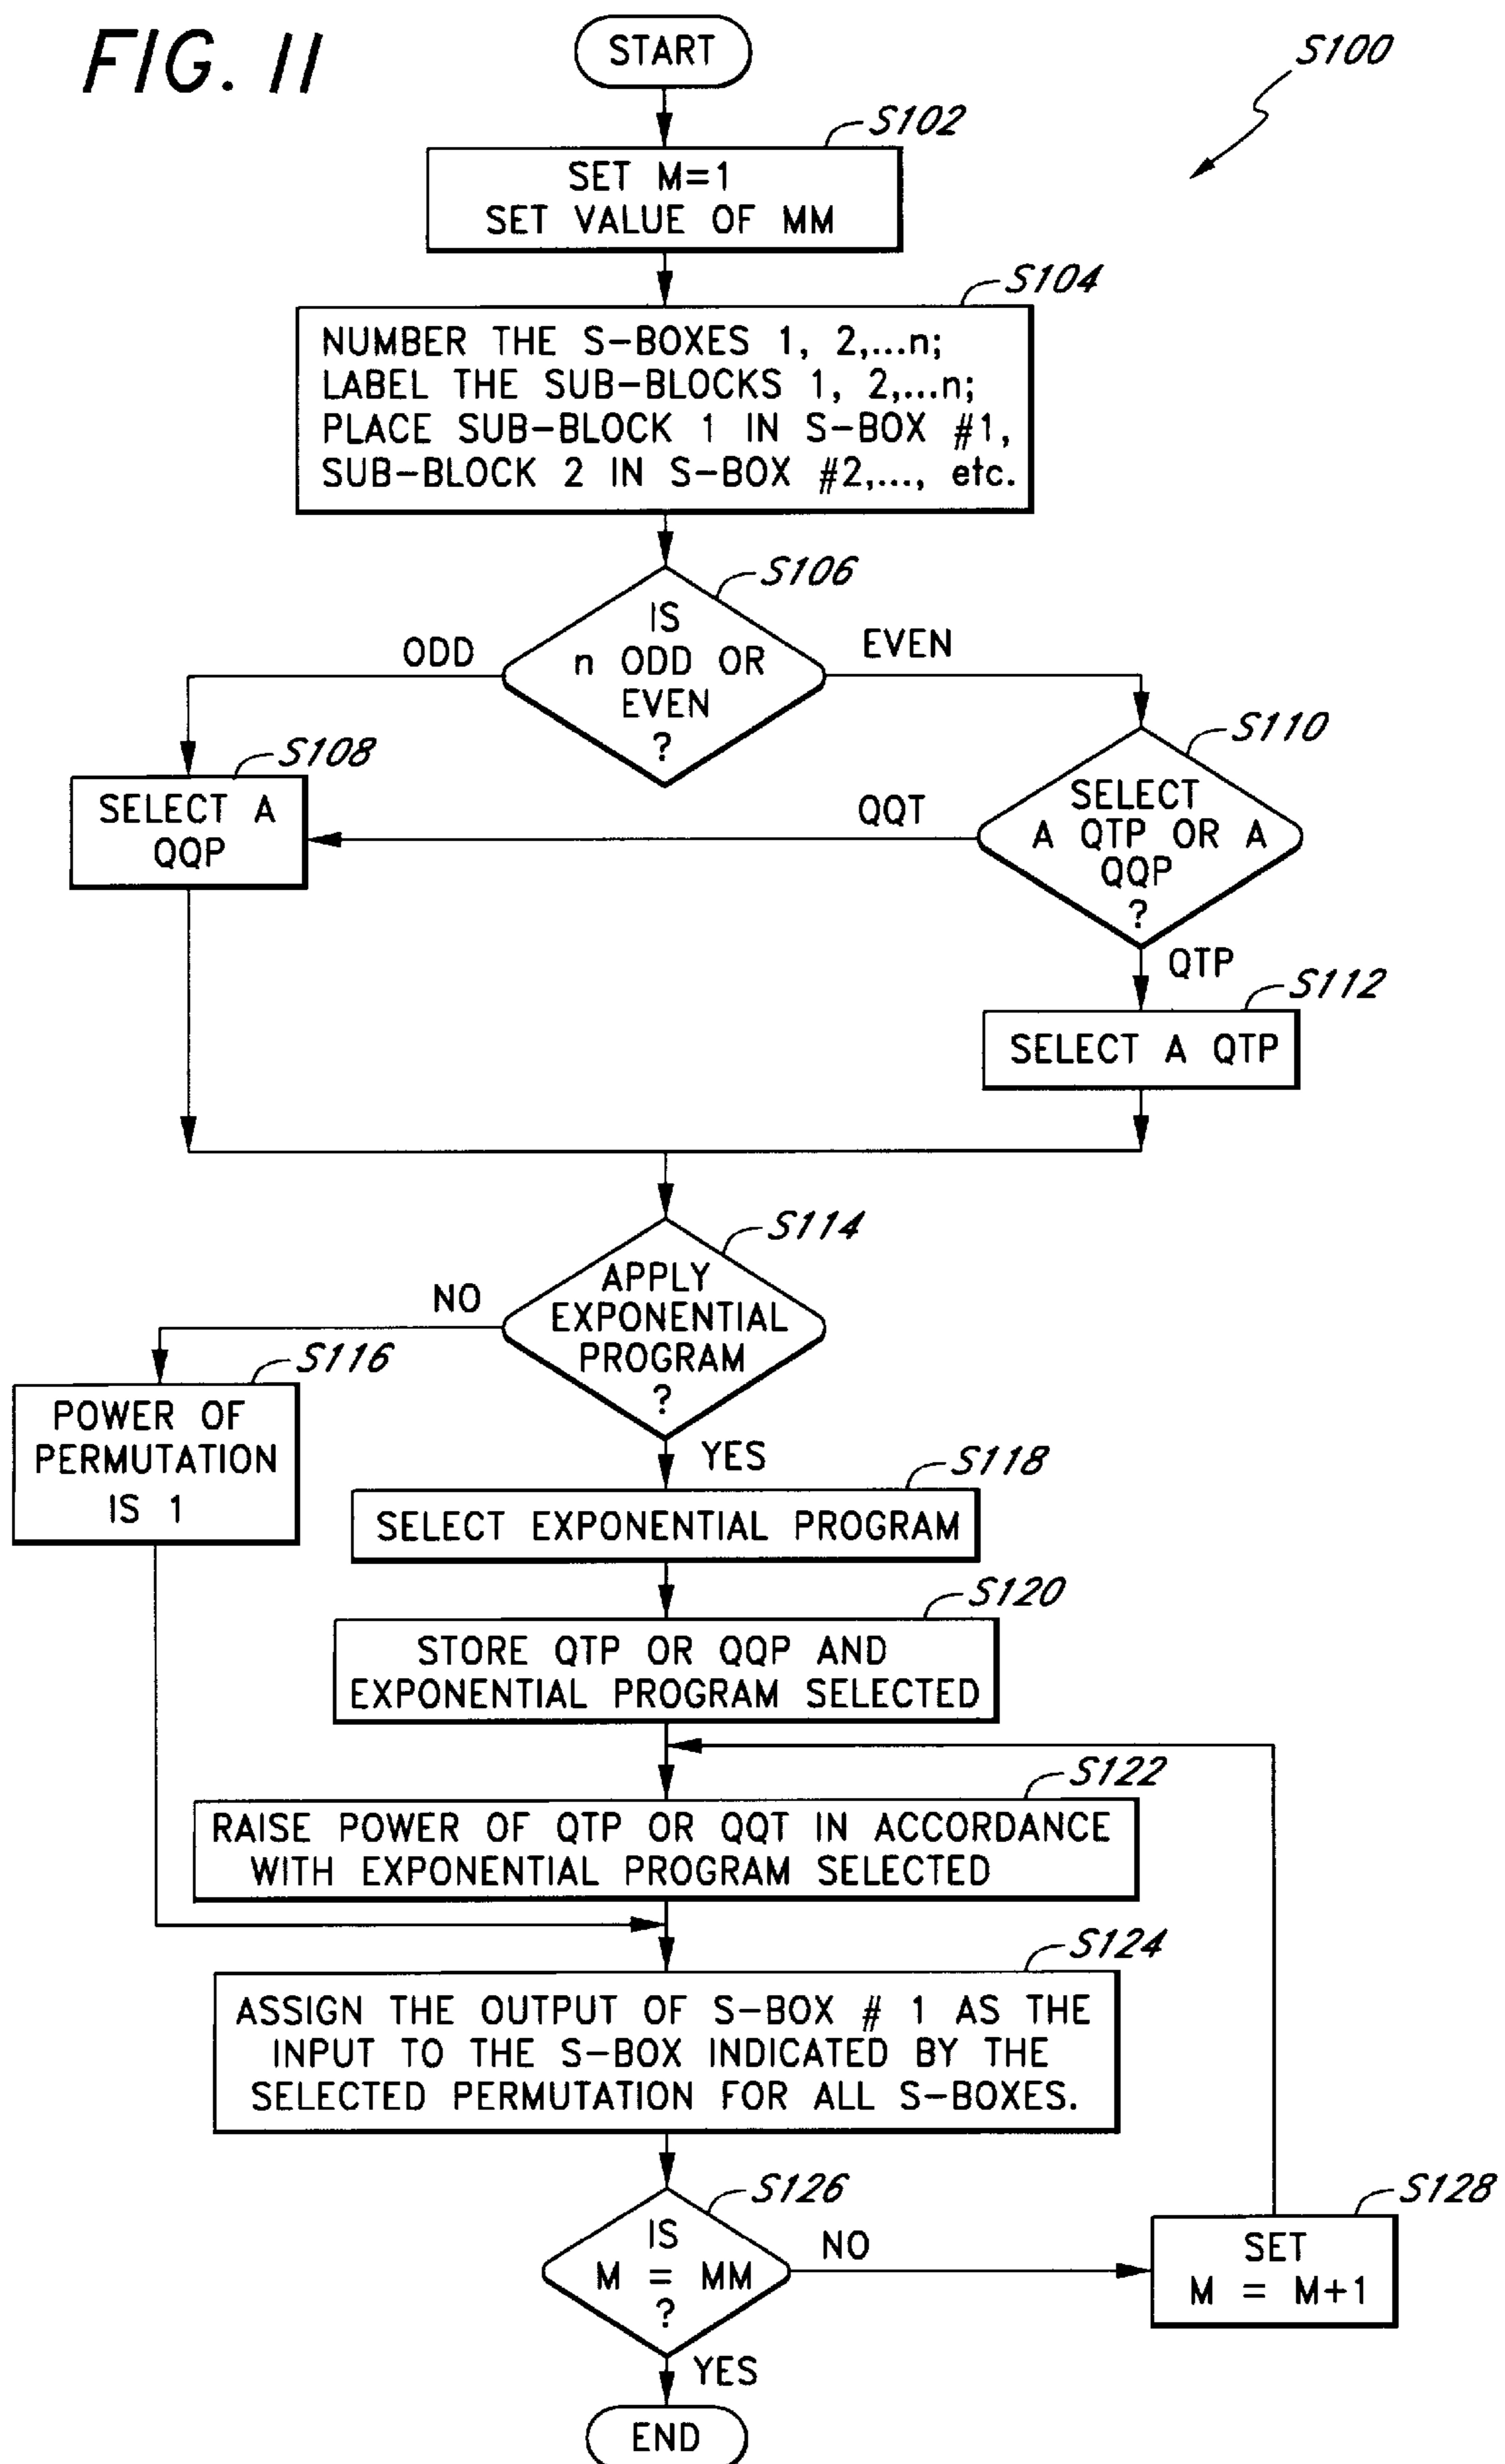 FIG. 11
START
S100
S102
SET M=1
SET VALUE OF MM
S104
NUMBER THE S-BOXES 1, 2,...n;
LABEL THE SUB-BLOCKS 1, 2,...n;
PLACE SUB-BLOCK 1 IN S-BOX #1,
SUB-BLOCK 2 IN S-BOX #2,..., etc.
S106
IS
n ODD OR
EVEN
?
ODD
EVEN
S108
SELECT A
QQP
S110
SELECT
A QTP OR A
QQP
?
QQT
QTP
S112
SELECT A QTP
S114
APPLY
EXPONENTIAL
PROGRAM
?
NO
S116
POWER OF
PERMUTATION
IS 1
YES
S118
SELECT EXPONENTIAL PROGRAM
S120
STORE QTP OR QQP AND
EXPONENTIAL PROGRAM SELECTED
S122
RAISE POWER OF QTP OR QQT IN ACCORDANCE
WITH EXPONENTIAL PROGRAM SELECTED
S124
ASSIGN THE OUTPUT OF S-BOX # 1 AS THE
INPUT TO THE S-BOX INDICATED BY THE
SELECTED PERMUTATION FOR ALL S-BOXES.
S126
IS
M = MM
?
NO
S128
SET
M = M+1
YES
END